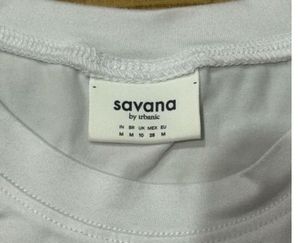 savana
by urbanic
IN BR UK MEX EU
M M 10 28 M